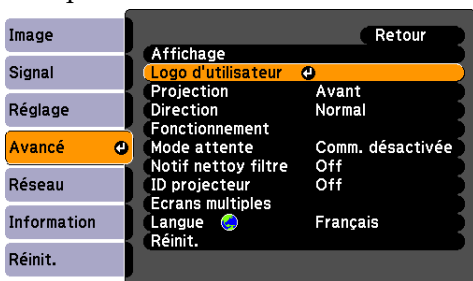 Image
Signal
Réglage
Avancé
Réseau
Information
Réinit.
Retour
Affichage
Logo d'utilisateur
Projection Avant
Direction Normal
Fonctionnement
Mode attente Comm. désactivée
Notif nettoy filtre Off
ID projecteur Off
Ecrans multiples
Langue Français
Réinit.